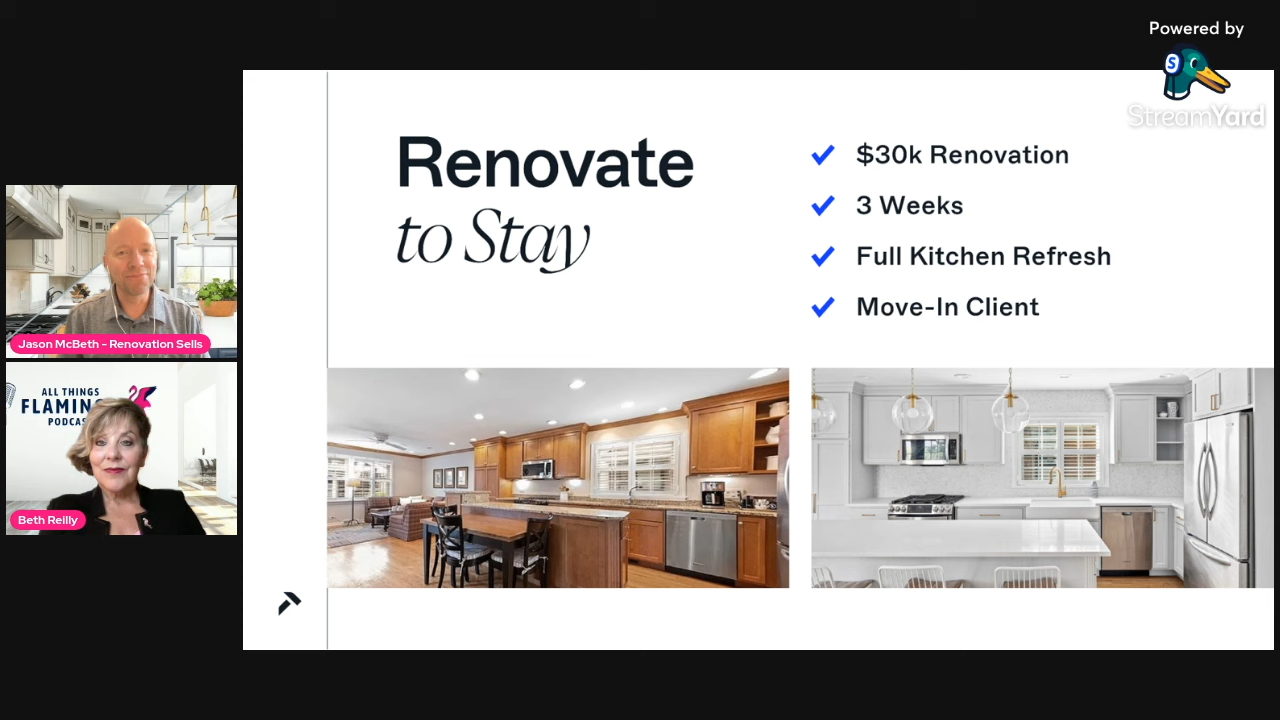 Powered by
S
StreamYard
Renovate
to Stay
$30k Renovation
3 Weeks
Full Kitchen Refresh
Move-In Client
Jason McBeth - Renovation Sells
ALL THINGS
FLAMIN
PODCA
Beth Reilly